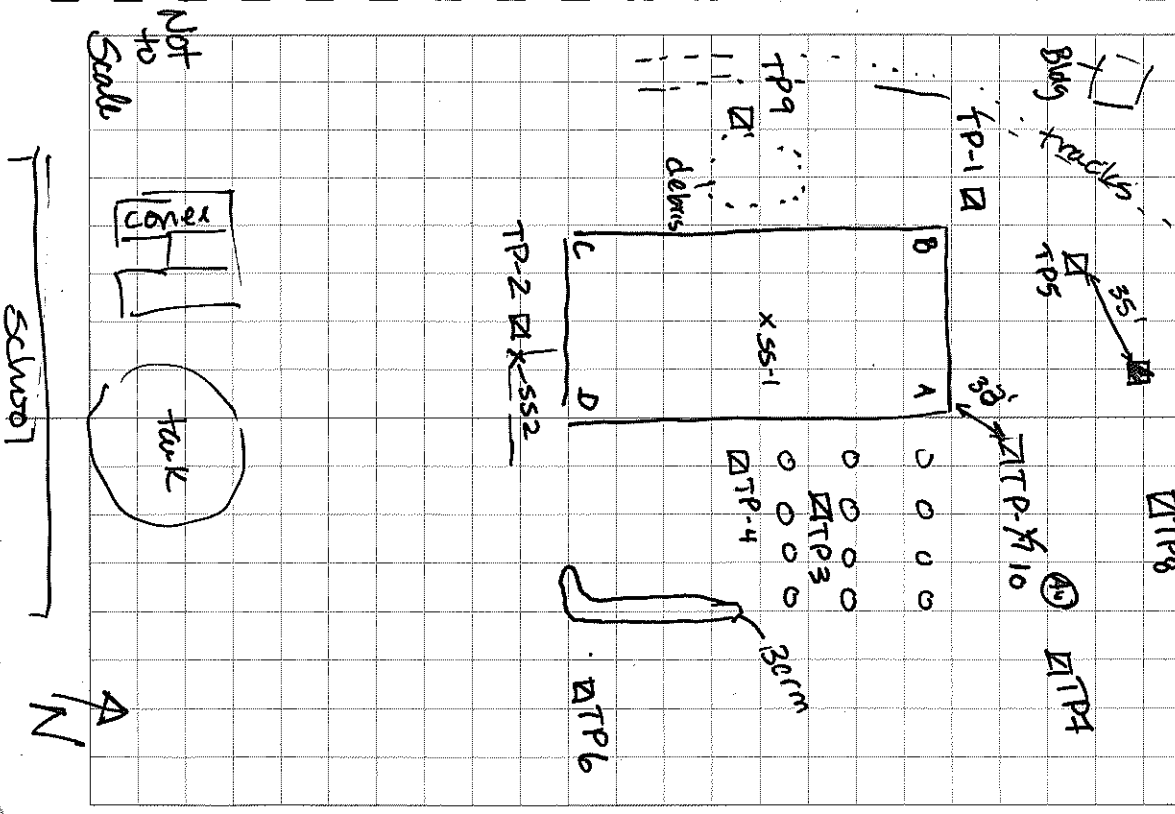 TP8
Bldg
tracks
TP5
35'
TP7
TP-10
TP-1
B
A
TP9
debris
x SS-1
TP3
TP-4
Berm
C
D
TP6
TP-2
X-SS2
conex
tank
Not
to
Scale
School
N